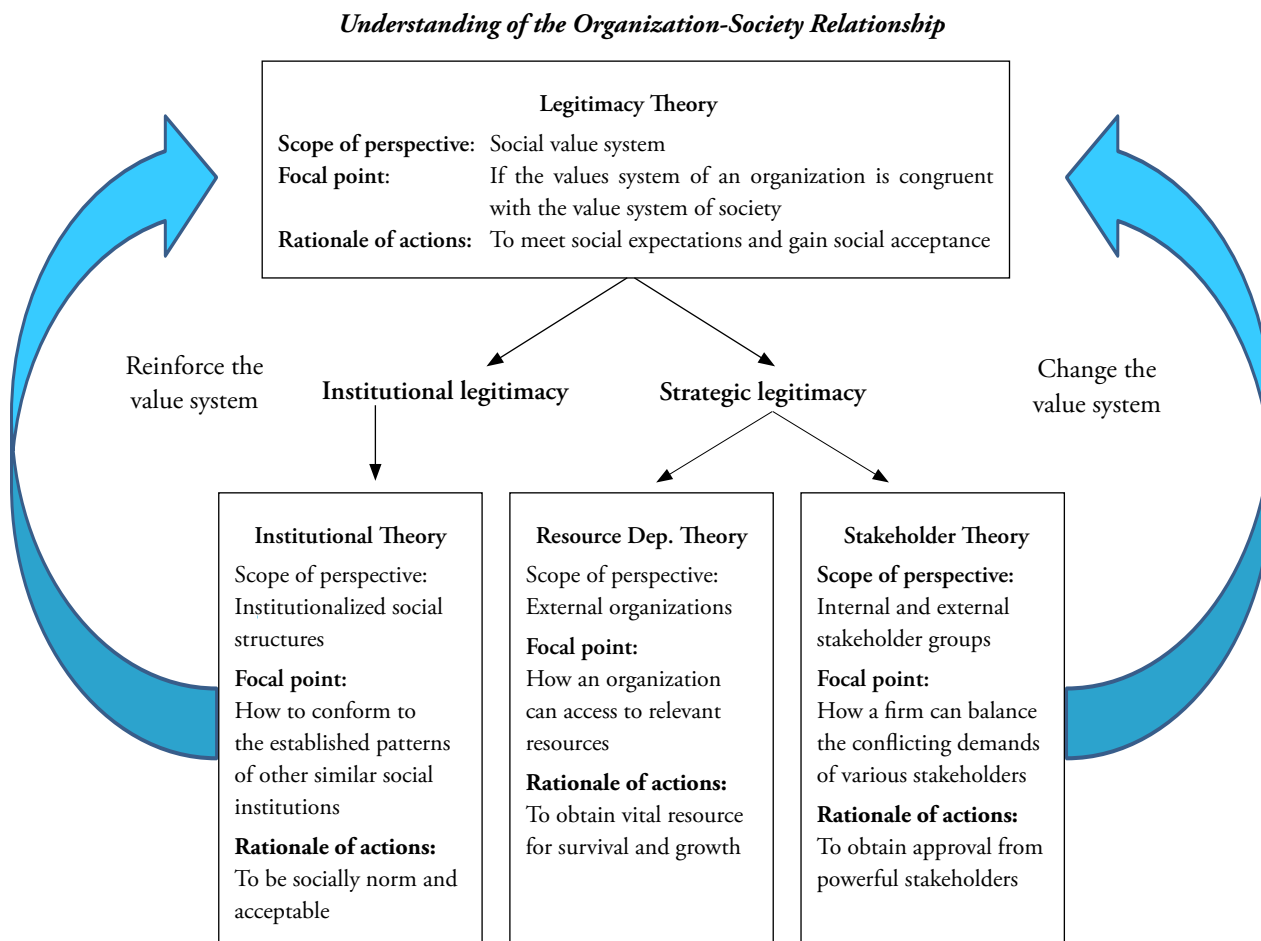 Understanding of the Organization-Society Relationship
Legitimacy Theory
Scope of perspective: Social value system
Focal point: If the values system of an organization is congruent
with the value system of society
Rationale of actions: To meet social expectations and gain social acceptance
Reinforce the
value system
Institutional legitimacy
Strategic legitimacy
Change the
value system
Institutional Theory
Scope of perspective:
Institutionalized social
structures
Focal point:
How to conform to
the established patterns
of other similar social
institutions
Rationale of actions:
To be socially norm and
acceptable
Resource Dep. Theory
Scope of perspective:
External organizations
Focal point:
How an organization
can access to relevant
resources
Rationale of actions:
To obtain vital resource
for survival and growth
Stakeholder Theory
Scope of perspective:
Internal and external
stakeholder groups
Focal point:
How a firm can balance
the conflicting demands
of various stakeholders
Rationale of actions:
To obtain approval from
powerful stakeholders